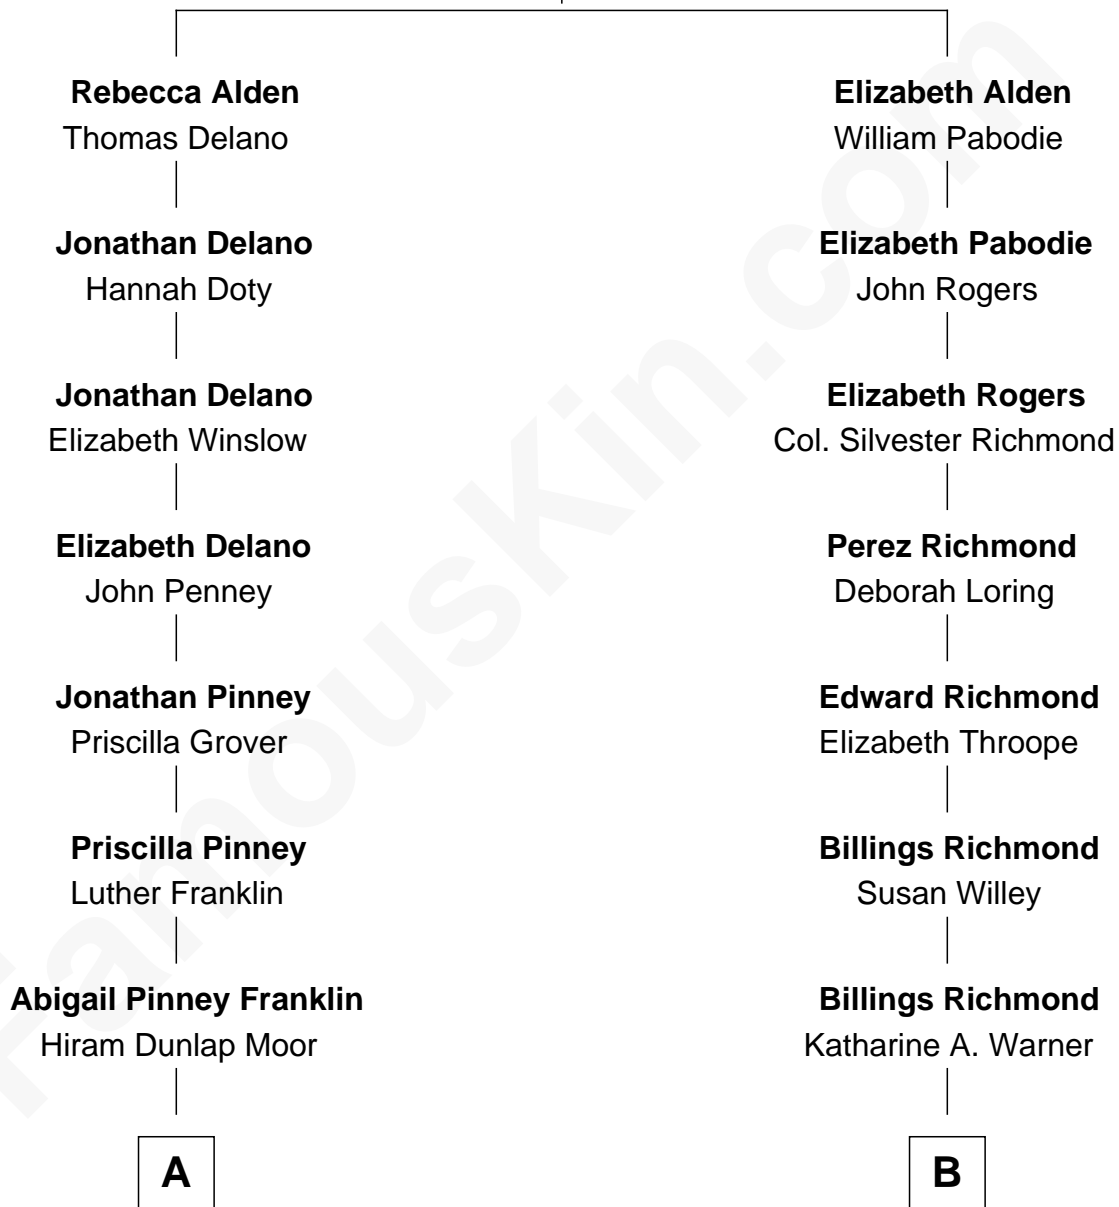 Rebecca Alden
Thomas Delano
Jonathan Delano
Hannah Doty
Jonathan Delano
Elizabeth Winslow
Elizabeth Delano
John Penney
Jonathan Pinney
Priscilla Grover
Priscilla Pinney
Luther Franklin
Abigail Pinney Franklin
Hiram Dunlap Moor
A
Elizabeth Alden
William Pabodie
Elizabeth Pabodie
John Rogers
Elizabeth Rogers
Col. Silvester Richmond
Perez Richmond
Deborah Loring
Edward Richmond
Elizabeth Throope
Billings Richmond
Susan Willey
Billings Richmond
Katharine A. Warner
B
FamousKin.com